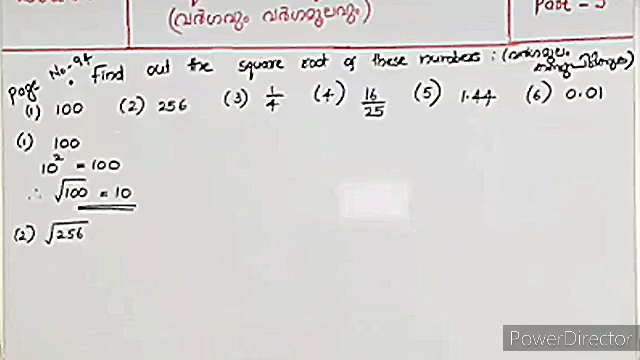 (വർഗവും വർഗമൂലവും)
Part - 3
Page No-94. Find out the square root of these numbers:
(1) 100 (2) 256 (3) 1/4 (4) 16/25 (5) 1.44 (6) 0.01
(1) 100
10² = 100
∴ √100 = 10
(2) √256
PowerDirector